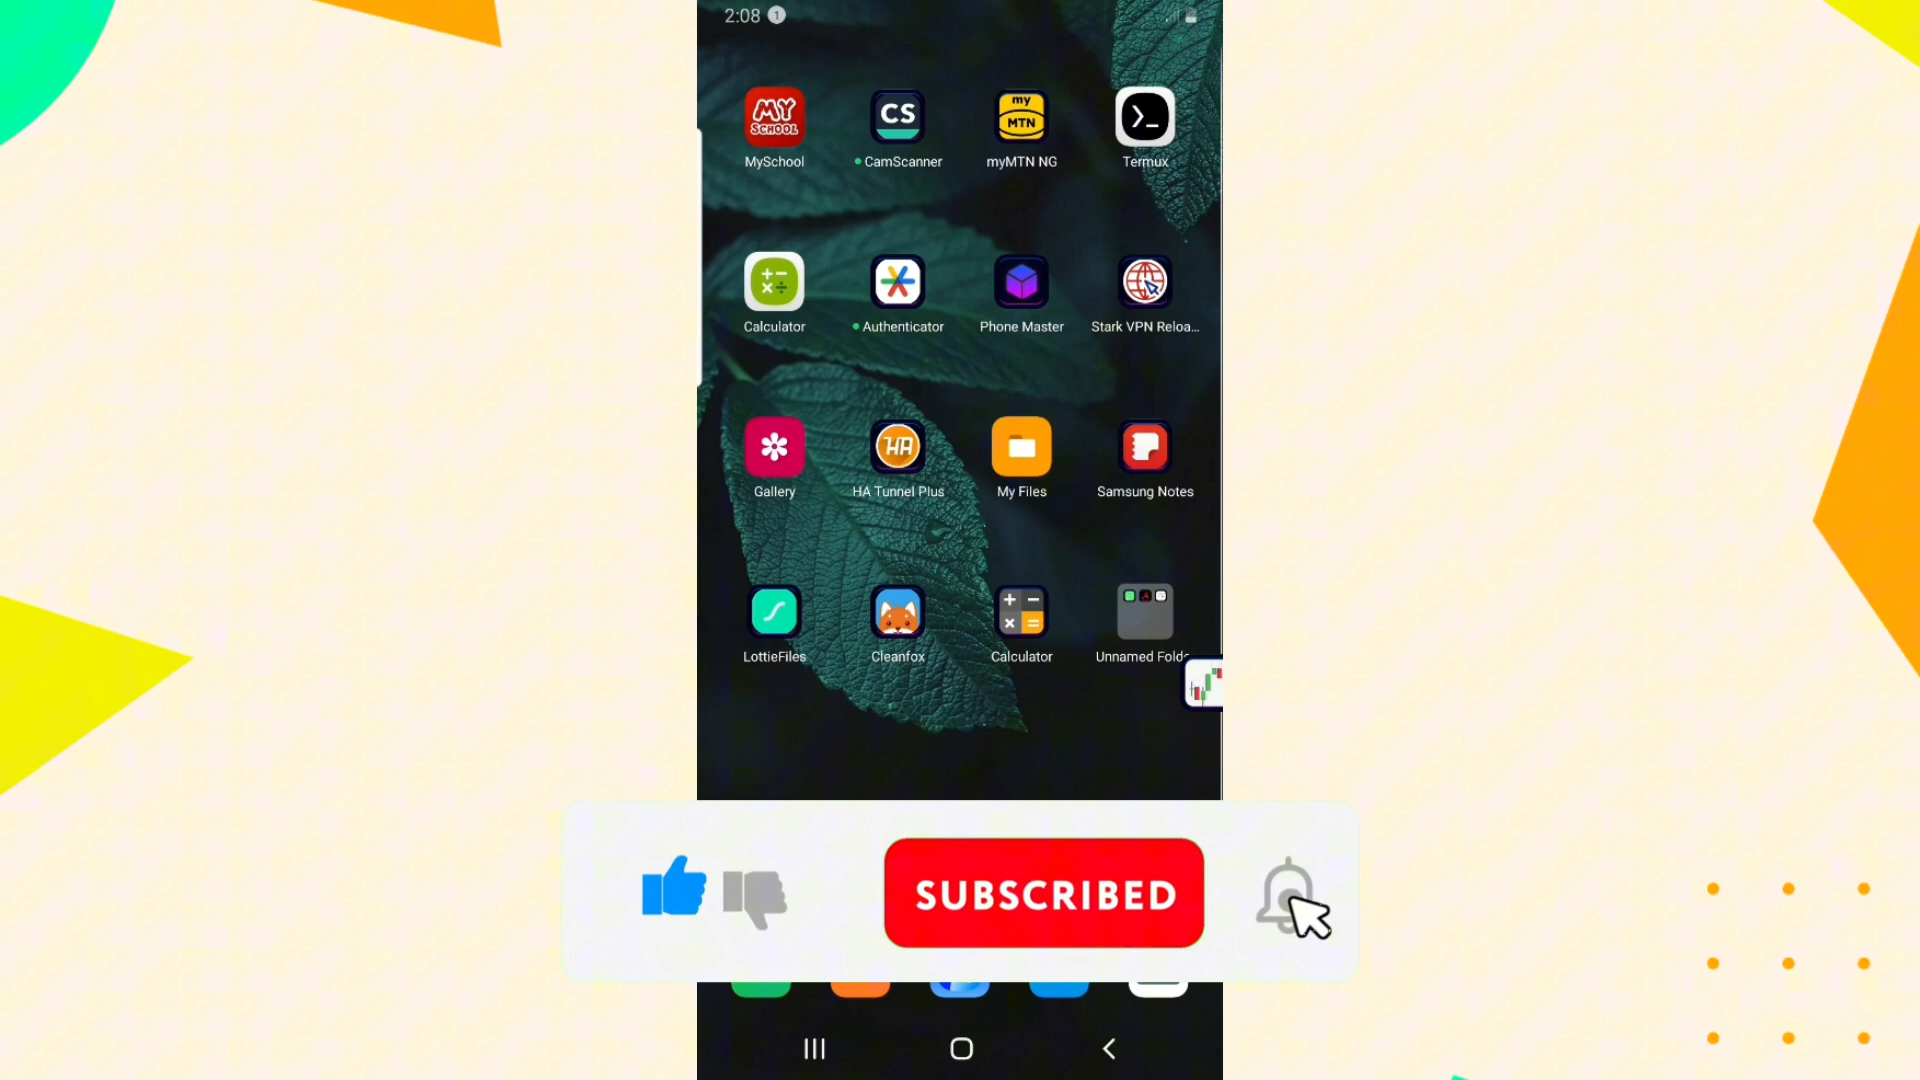 2:08 1
MY SCHOOL
CS
my MTN
>_
MySchool
CamScanner
myMTN NG
Termux
Calculator
Authenticator
Phone Master
Stark VPN Reloa...
HA
Gallery
HA Tunnel Plus
My Files
Samsung Notes
LottieFiles
Cleanfox
Calculator
Unnamed Folde
SUBSCRIBED